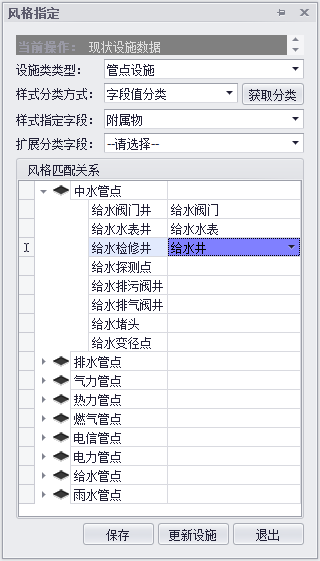 风格指定
当前操作： 现状设施数据
设施类类型： 管点设施
样式分类方式： 字段值分类 获取分类
样式指定字段： 附属物
扩展分类字段： --请选择--
风格匹配关系
中水管点
给水阀门井 给水阀门
给水水表井 给水水表
给水检修井 给水井
给水探测点
给水排污阀井
给水排气阀井
给水堵头
给水变径点
排水管点
气力管点
热力管点
燃气管点
电信管点
电力管点
给水管点
雨水管点
保存 更新设施 退出